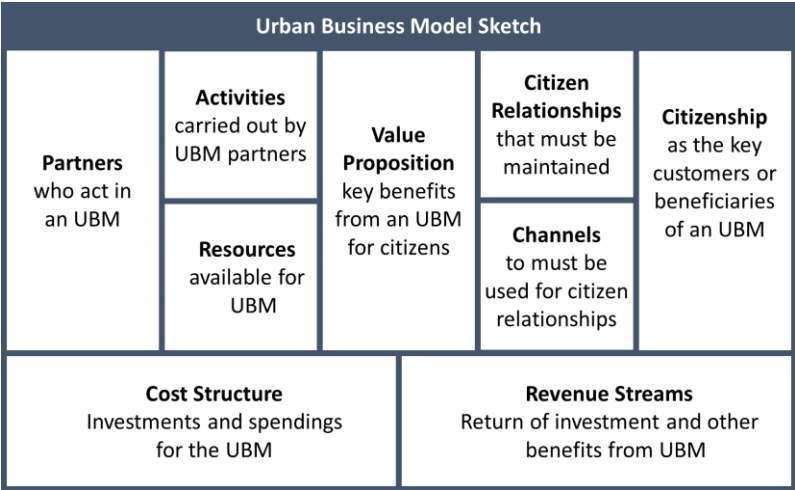 Urban Business Model Sketch
Partners
who act in
an UBM
Activities
carried out by
UBM partners
Resources
available for
UBM
Value
Proposition
key benefits
from an UBM
for citizens
Citizen
Relationships
that must be
maintained
Channels
to must be
used for citizen
relationships
Citizenship
as the key
customers or
beneficiaries
of an UBM
Cost Structure
Investments and spendings
for the UBM
Revenue Streams
Return of investment and other
benefits from UBM